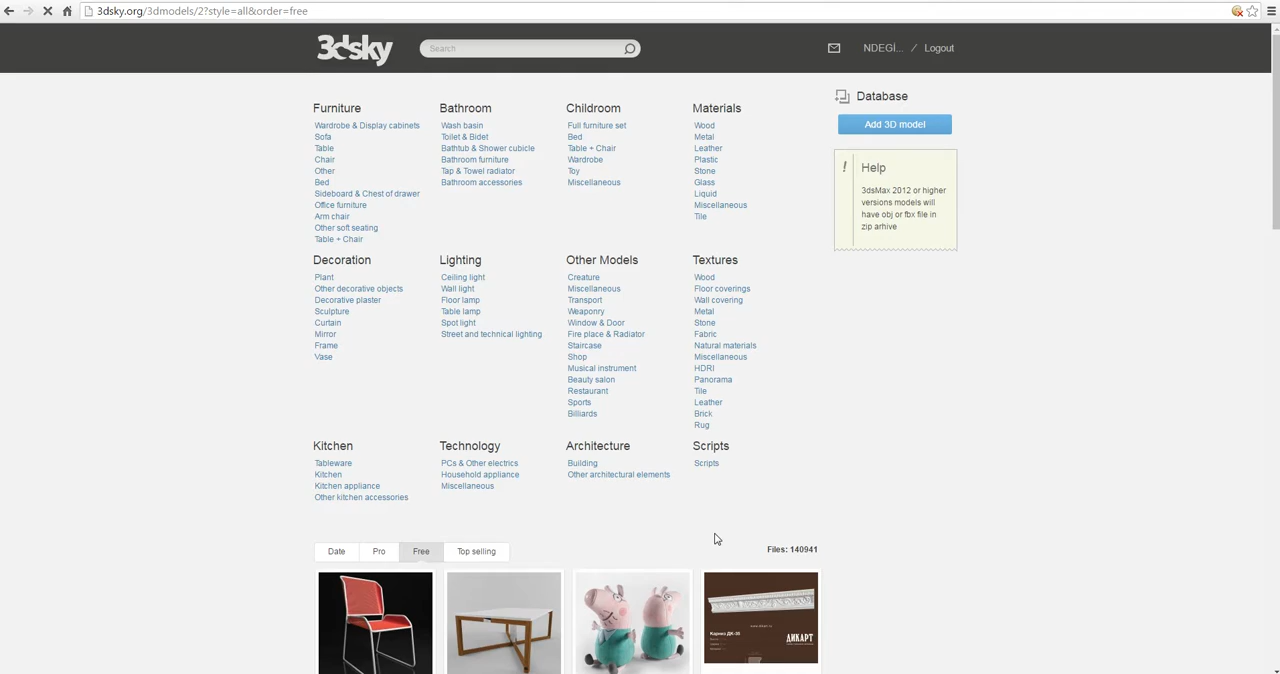 3dsky.org/3dmodels/2?style=all&order=free
3dsky
Search
NDEGİ... / Logout
Furniture
Wardrobe & Display cabinets
Sofa
Table
Chair
Other
Bed
Sideboard & Chest of drawer
Office furniture
Arm chair
Other soft seating
Table + Chair
Bathroom
Wash basin
Toilet & Bidet
Bathtub & Shower cubicle
Bathroom furniture
Tap & Towel radiator
Bathroom accessories
Childroom
Full furniture set
Bed
Table + Chair
Wardrobe
Toy
Miscellaneous
Materials
Wood
Metal
Leather
Plastic
Stone
Glass
Liquid
Miscellaneous
Tile
Database
Add 3D model
! Help
3dsMax 2012 or higher
versions models will
have obj or fbx file in
zip arhive
Decoration
Plant
Other decorative objects
Decorative plaster
Sculpture
Curtain
Mirror
Frame
Vase
Lighting
Ceiling light
Wall light
Floor lamp
Table lamp
Spot light
Street and technical lighting
Other Models
Creature
Miscellaneous
Transport
Weaponry
Window & Door
Fire place & Radiator
Staircase
Shop
Musical instrument
Beauty salon
Restaurant
Sports
Billiards
Textures
Wood
Floor coverings
Wall covering
Metal
Stone
Fabric
Natural materials
Miscellaneous
HDRI
Panorama
Tile
Leather
Brick
Rug
Kitchen
Tableware
Kitchen
Kitchen appliance
Other kitchen accessories
Technology
PCs & Other electrics
Household appliance
Miscellaneous
Architecture
Building
Other architectural elements
Scripts
Scripts
Date
Pro
Free
Top selling
Files: 140941
ДИКАРТ